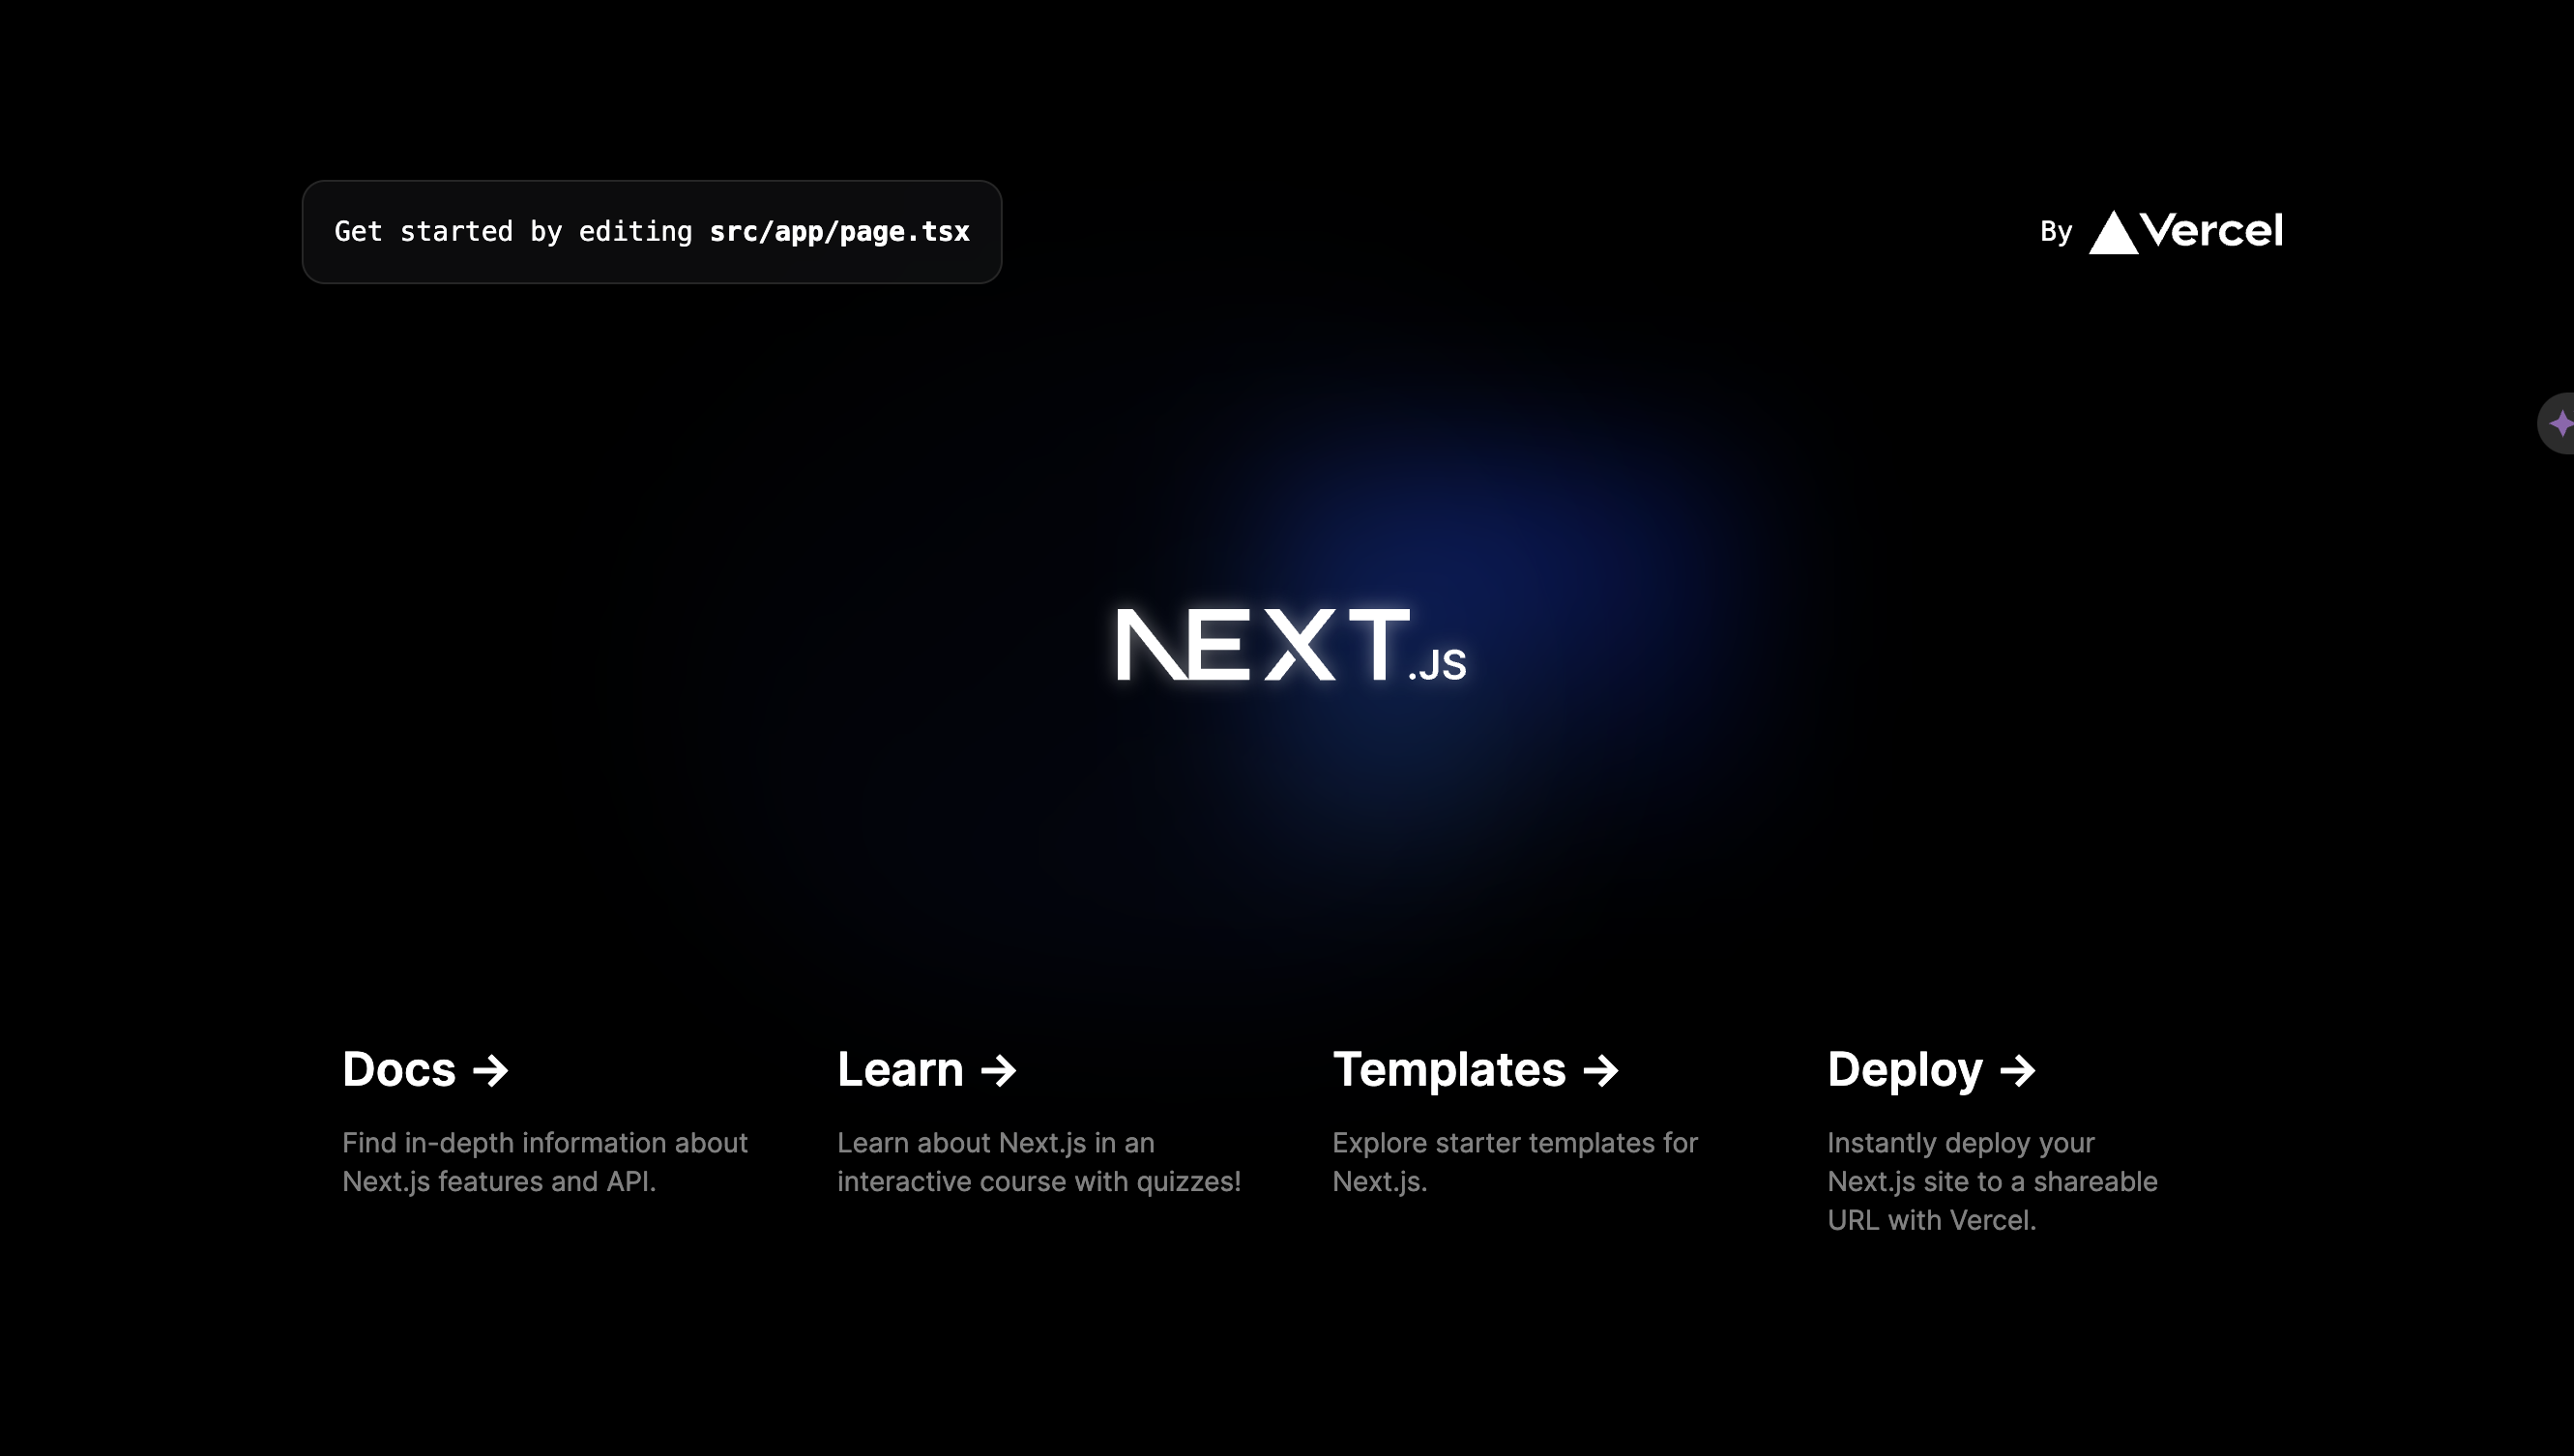 Get started by editing src/app/page.tsx
By Vercel
NEXT.JS
Docs →
Find in-depth information about
Next.js features and API.
Learn →
Learn about Next.js in an
interactive course with quizzes!
Templates →
Explore starter templates for
Next.js.
Deploy →
Instantly deploy your
Next.js site to a shareable
URL with Vercel.